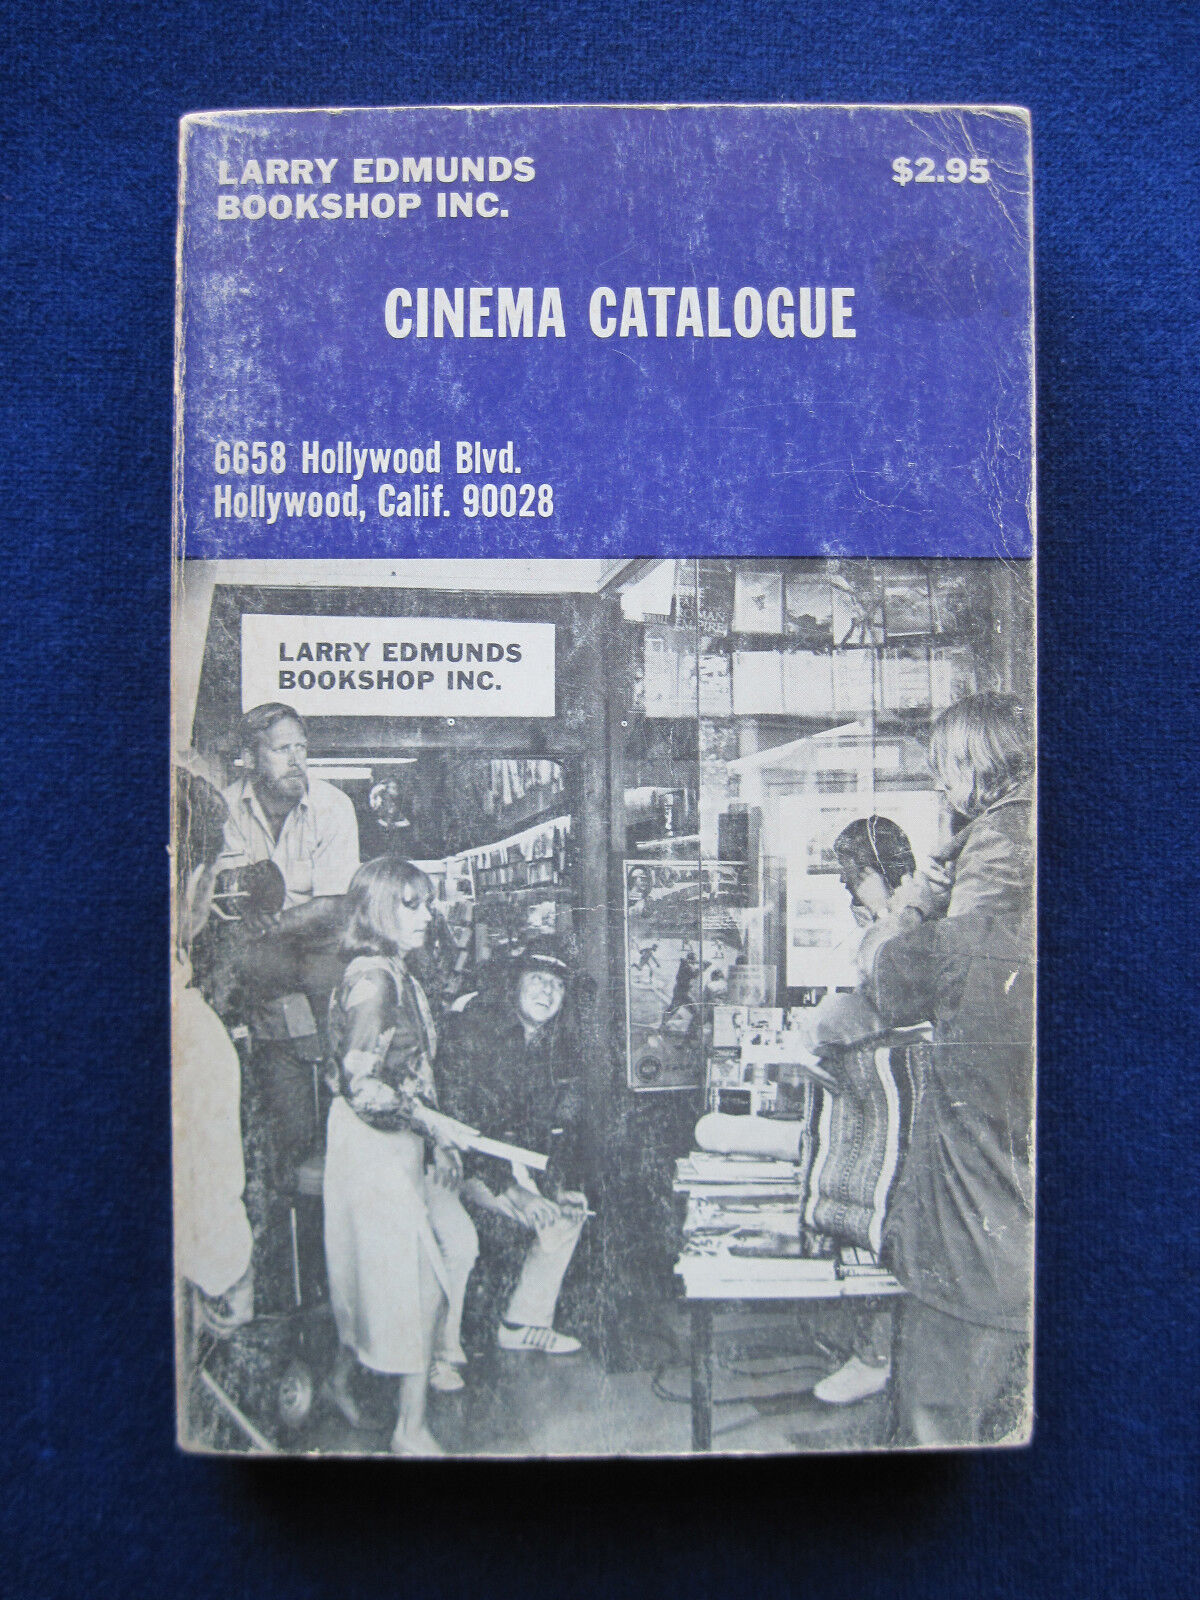 LARRY EDMUNDS
BOOKSHOP INC.
$2.95
CINEMA CATALOGUE
6658 Hollywood Blvd.
Hollywood, Calif. 90028
LARRY EDMUNDS
BOOKSHOP INC.